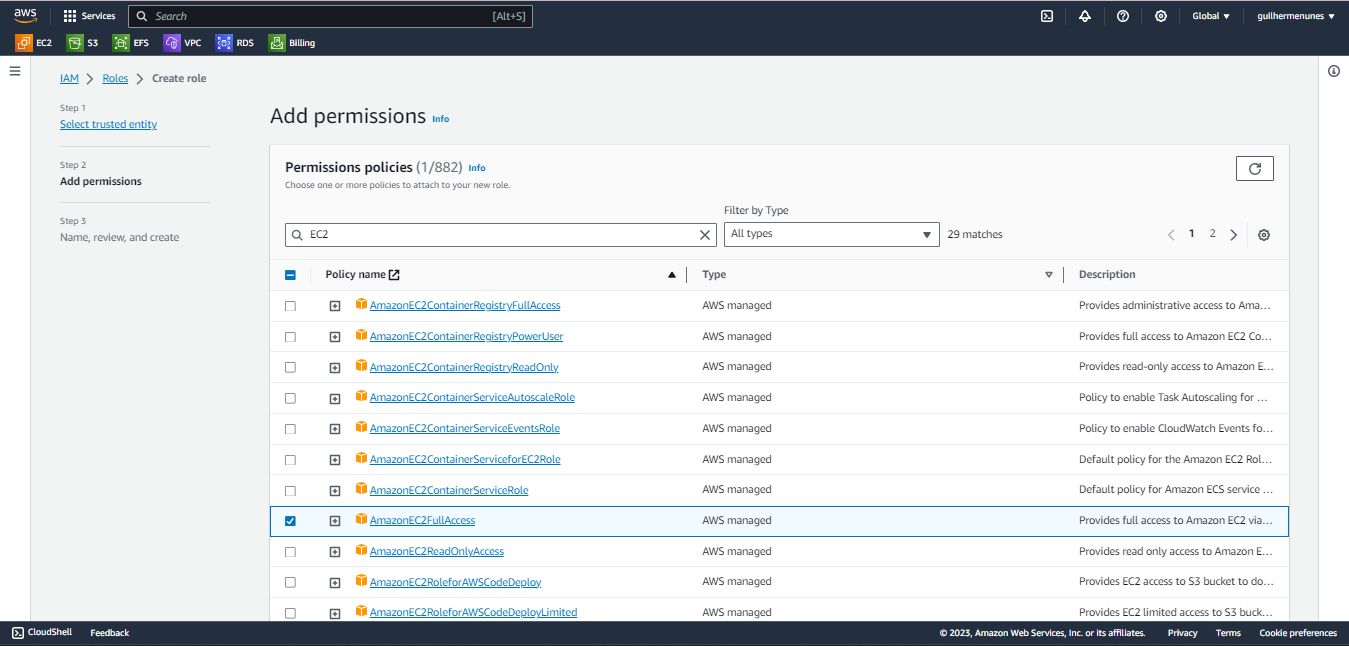 aws Services Search [Alt+S] Global ▼ guilhermenunes ▼
EC2 S3 EFS VPC RDS Billing
IAM > Roles > Create role
Step 1
Select trusted entity
Step 2
Add permissions
Step 3
Name, review, and create
Add permissions Info
Permissions policies (1/882) Info
Choose one or more policies to attach to your new role.
Filter by Type
EC2 All types 29 matches 1 2
Policy name Type Description
AmazonEC2ContainerRegistryFullAccess AWS managed Provides administrative access to Ama...
AmazonEC2ContainerRegistryPowerUser AWS managed Provides full access to Amazon EC2 Co...
AmazonEC2ContainerRegistryReadOnly AWS managed Provides read-only access to Amazon E...
AmazonEC2ContainerServiceAutoscaleRole AWS managed Policy to enable Task Autoscaling for ...
AmazonEC2ContainerServiceEventsRole AWS managed Policy to enable CloudWatch Events fo...
AmazonEC2ContainerServiceforEC2Role AWS managed Default policy for the Amazon EC2 Rol...
AmazonEC2ContainerServiceRole AWS managed Default policy for Amazon ECS service ...
AmazonEC2FullAccess AWS managed Provides full access to Amazon EC2 via...
AmazonEC2ReadOnlyAccess AWS managed Provides read only access to Amazon E...
AmazonEC2RoleforAWSCodeDeploy AWS managed Provides EC2 access to S3 bucket to do...
AmazonEC2RoleforAWSCodeDeployLimited AWS managed Provides EC2 limited access to S3 buck...
CloudShell Feedback © 2023, Amazon Web Services, Inc. or its affiliates. Privacy Terms Cookie preferences